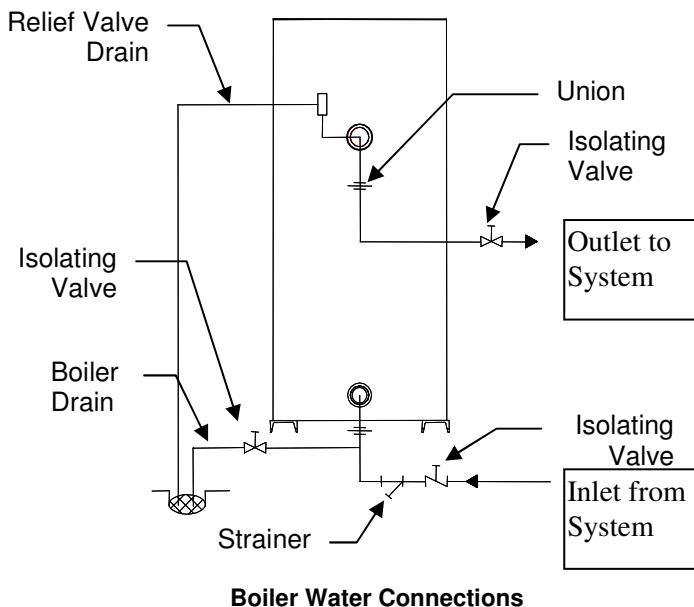 Relief Valve
Drain
Union
Isolating
Valve
Outlet to
System
Isolating
Valve
Boiler
Drain
Isolating
Valve
Inlet from
System
Strainer
Boiler Water Connections